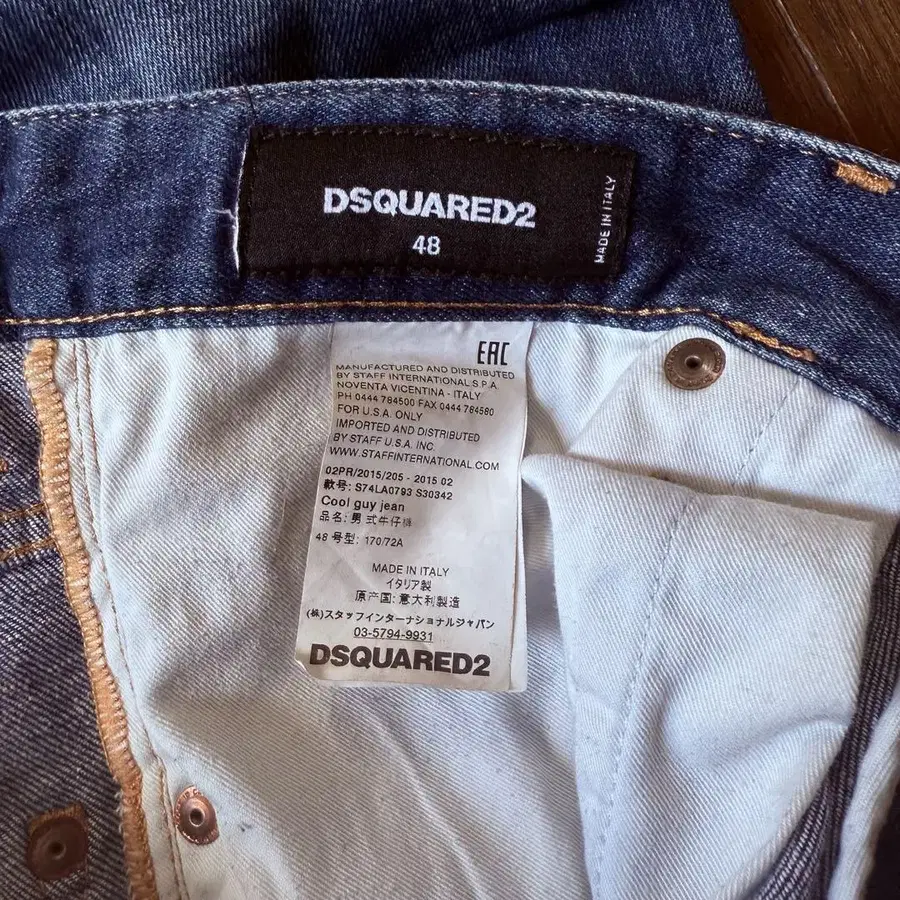 DSQUARED2
48
MADE IN ITALY
EAC
MANUFACTURED AND DISTRIBUTED
BY STAFF INTERNATIONAL S.P.A.
NOVENTA VICENTINA - ITALY
PH 0444 784500 FAX 0444 784580
FOR U.S.A. ONLY
IMPORTED AND DISTRIBUTED
BY STAFF U.S.A. INC.
WWW.STAFFINTERNATIONAL.COM
02PR/2015/205 - 2015 02
款号: S74LA0793 S30342
Cool guy jean
品名: 男 式牛仔裤
48 号型: 170/72A
MADE IN ITALY
イタリア製
原产国: 意大利製造
(株)スタッフインターナショナルジャパン
03-5794-9931
DSQUARED2